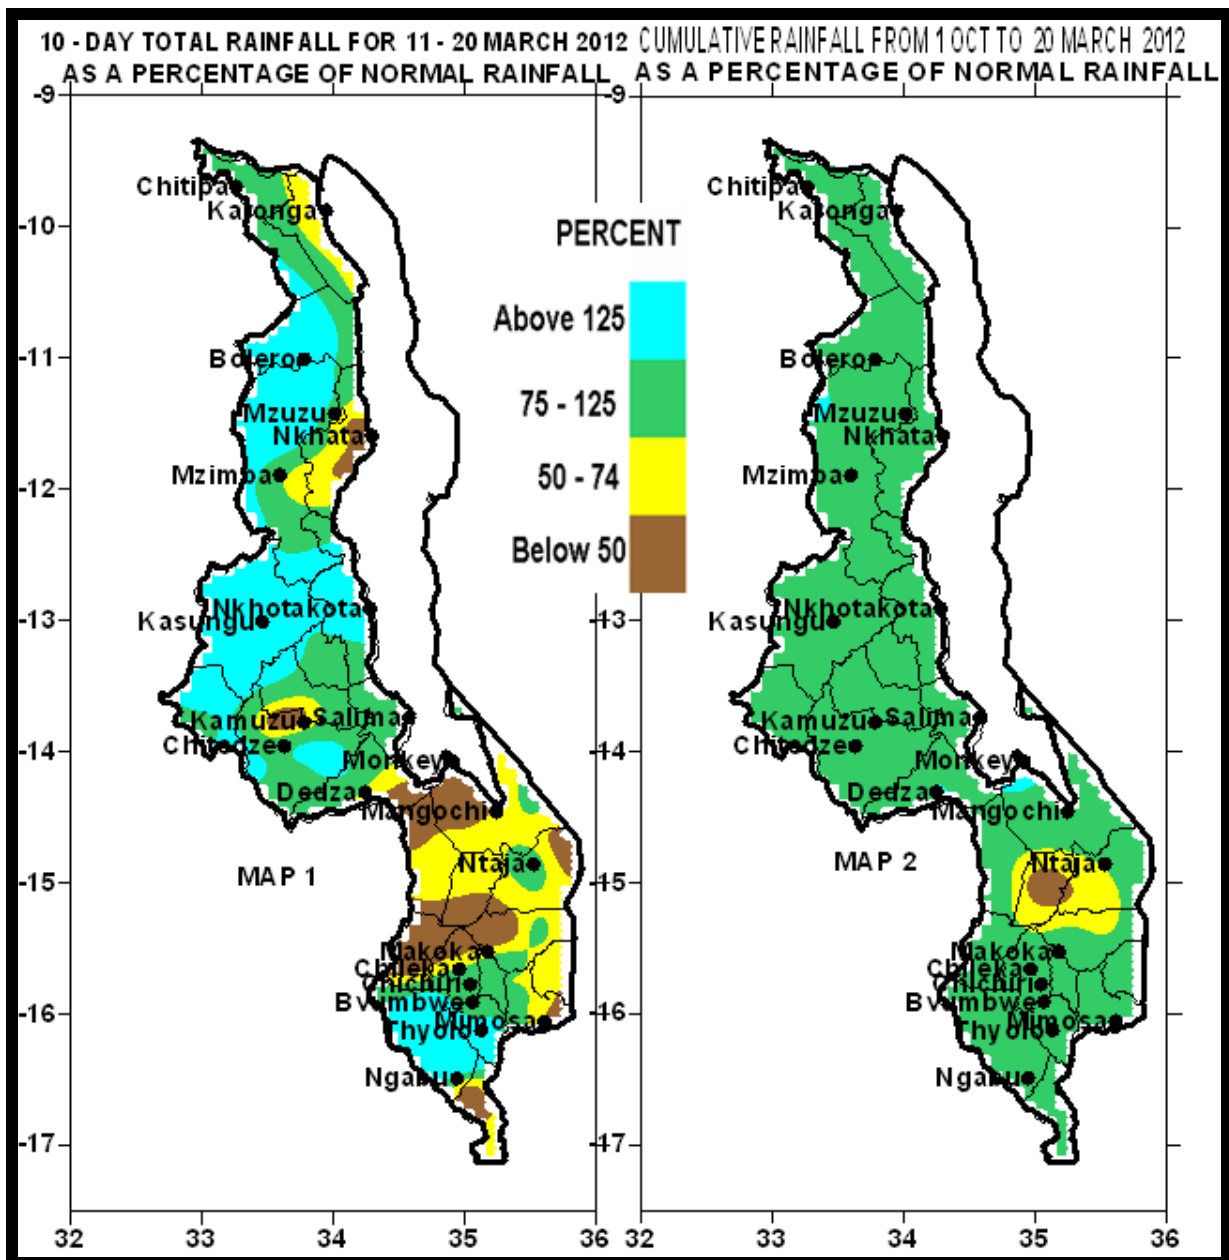 10 - DAY TOTAL RAINFALL FOR 11 - 20 MARCH 2012
AS A PERCENTAGE OF NORMAL RAINFALL
CUMULATIVE RAINFALL FROM 1 OCT TO 20 MARCH 2012
AS A PERCENTAGE OF NORMAL RAINFALL
-9
-10
-11
-12
-13
-14
-15
-16
-17
32
33
34
35
36
Chitipa
Karonga
Bolero
Mzuzu
Nkhata
Mzimba
Nkhotakota
Kasungu
Kamuzu
Salima
Chitedze
Monkey
Dedza
Mangochi
MAP 1
Ntaja
Makoka
Chileka
Chichiri
Bvumbwe
Mimosa
Thyolo
Ngabu
PERCENT
Above 125
75 - 125
50 - 74
Below 50
-9
-11
-13
-14
-15
-16
-17
32
33
34
35
36
Chitipa
Karonga
Bolero
Mzuzu
Nkhata
Mzimba
Nkhotakota
Kasungu
Kamuzu
Salima
Chitedze
Monkey
Dedza
Mangochi
MAP 2
Ntaja
Makoka
Chileka
Chichiri
Bvumbwe
Mimosa
Thyolo
Ngabu